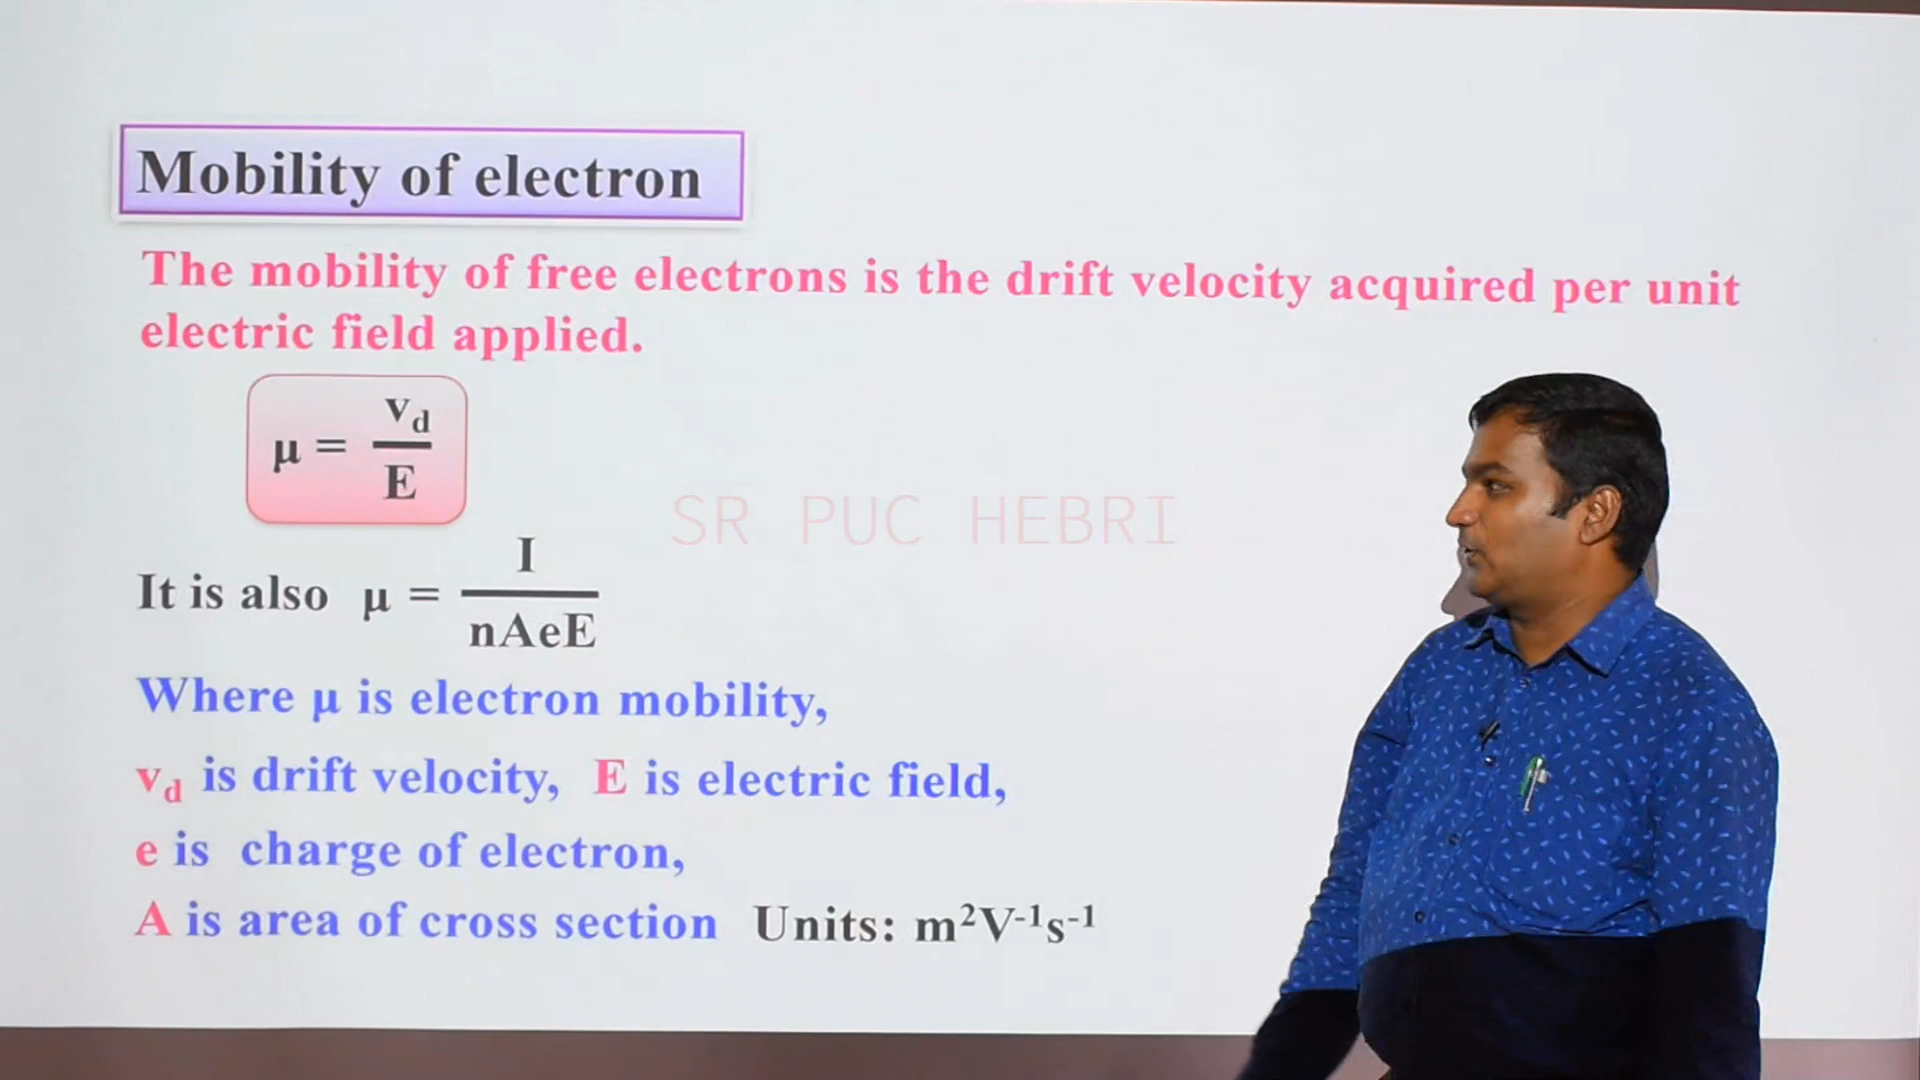 Mobility of electron
The mobility of free electrons is the drift velocity acquired per unit
electric field applied.
μ = v_d / E
SR PUC HEBRI
It is also μ = I / nAeE
Where μ is electron mobility,
v_d is drift velocity, E is electric field,
e is charge of electron,
A is area of cross section Units: m²V⁻¹s⁻¹